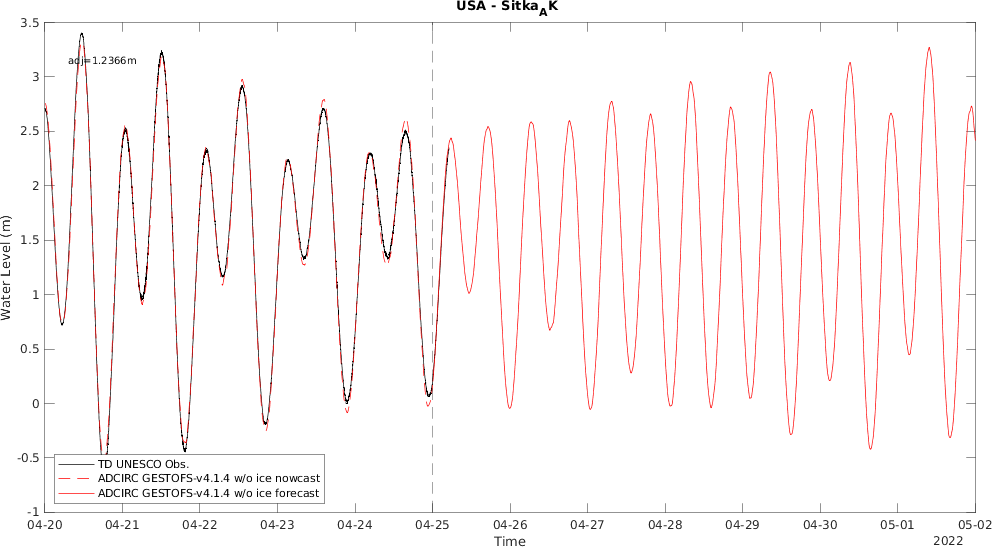 USA - Sitka_AK
adj=1.2366m
Water Level (m)
3.5
3
2.5
2
1.5
1
0.5
0
-0.5
-1
TD UNESCO Obs.
ADCIRC GESTOFS-v4.1.4 w/o ice nowcast
ADCIRC GESTOFS-v4.1.4 w/o ice forecast
04-20 04-21 04-22 04-23 04-24 04-25 04-26 04-27 04-28 04-29 04-30 05-01 05-02
Time
2022